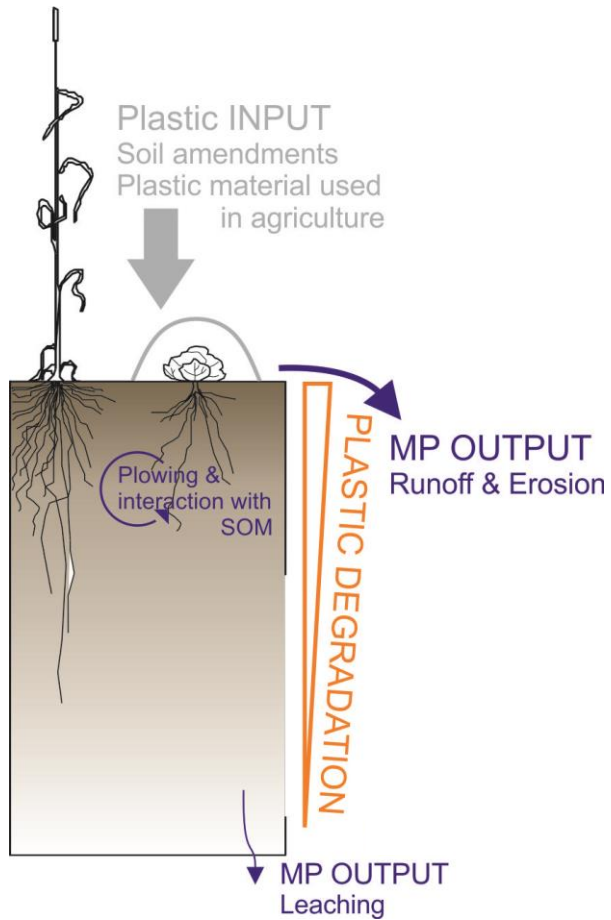 Plastic INPUT
Soil amendments
Plastic material used
in agriculture
MP OUTPUT
Runoff & Erosion
Plowing &
interaction with
SOM
PLASTIC DEGRADATION
MP OUTPUT
Leaching